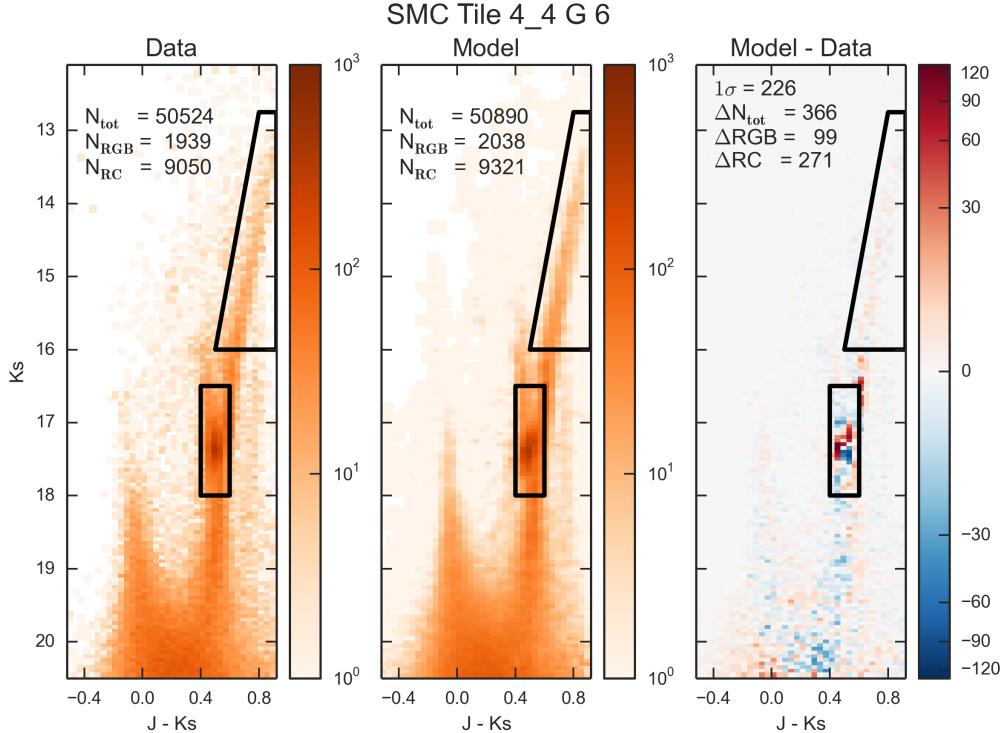 SMC Tile 4_4 G 6
Data
Model
Model - Data
N_tot = 50524
N_RGB = 1939
N_RC = 9050
N_tot = 50890
N_RGB = 2038
N_RC = 9321
1σ = 226
ΔN_tot = 366
ΔRGB = 99
ΔRC = 271
Ks
13
14
15
16
17
18
19
20
−0.4 0.0 0.4 0.8
J - Ks
10^3
10^2
10^1
10^0
−0.4 0.0 0.4 0.8
J - Ks
10^3
10^2
10^1
10^0
−0.4 0.0 0.4 0.8
J - Ks
120
90
60
30
0
−30
−60
−90
−120